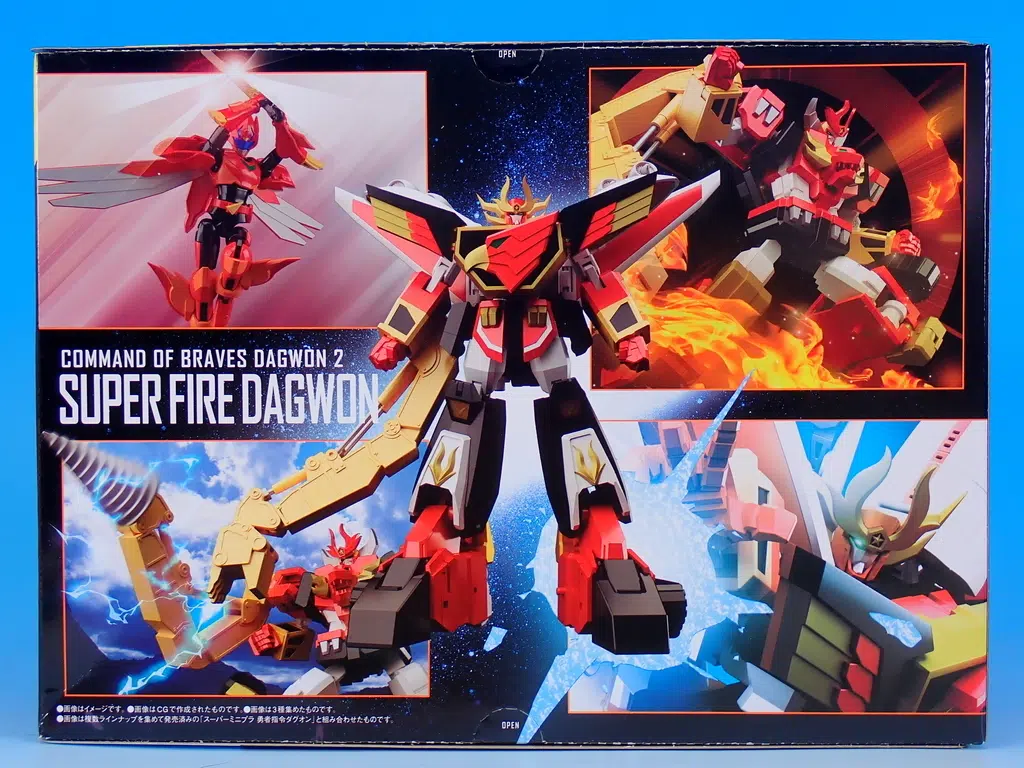 OPEN
COMMAND OF BRAVES DAGWON 2
SUPER FIRE DAGWON
●画像はイメージです。●画像はCGで作成されたものです。●画像は3種集めたものです。
●画像は複数ラインナップを集めて発売済みの「スーパーミニプラ 勇者指令ダグオン」と組み合わせたものです。
OPEN